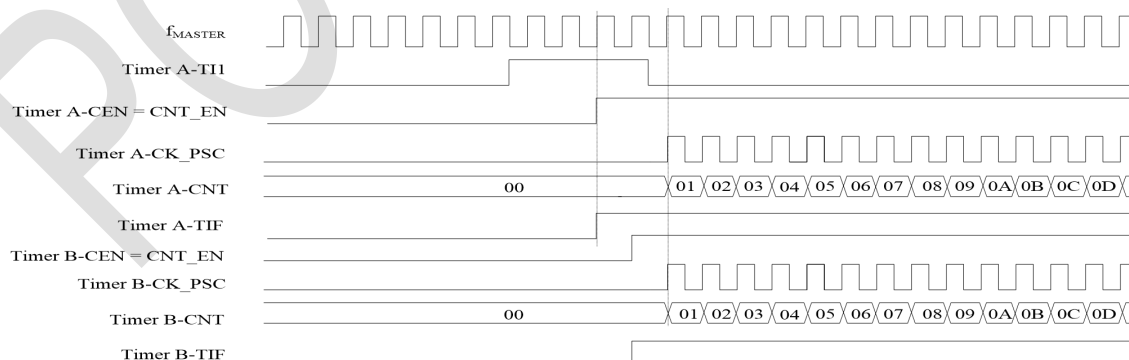 fMASTER
Timer A-TI1
Timer A-CEN = CNT_EN
Timer A-CK_PSC
Timer A-CNT 00 01 02 03 04 05 06 07 08 09 0A 0B 0C 0D
Timer A-TIF
Timer B-CEN = CNT_EN
Timer B-CK_PSC
Timer B-CNT 00 01 02 03 04 05 06 07 08 09 0A 0B 0C 0D
Timer B-TIF